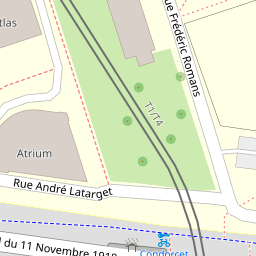 tlas
ue Frédéric Romans
T1/T4
Atrium
Rue André Latarget
Condorcet
l du 11 Novembre 1918